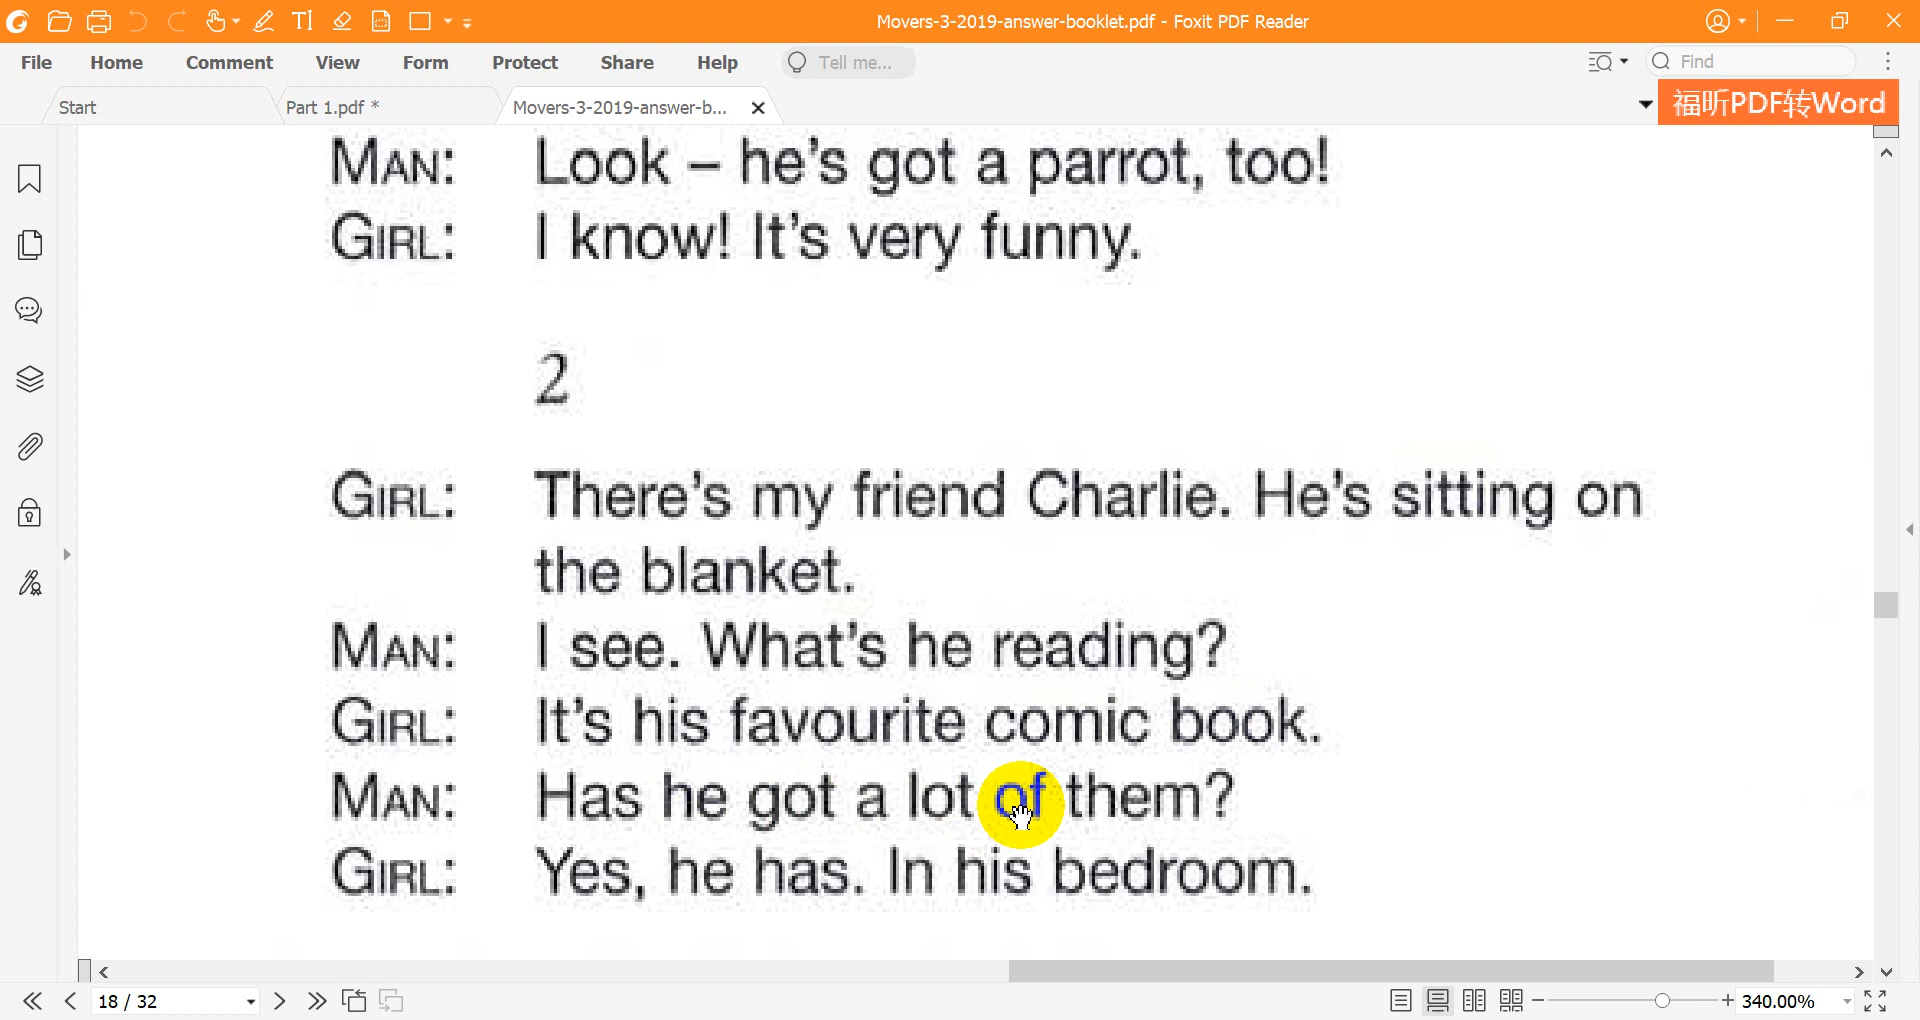 Movers-3-2019-answer-booklet.pdf - Foxit PDF Reader
File Home Comment View Form Protect Share Help Tell me... Find
Start Part 1.pdf * Movers-3-2019-answer-b... 福昕PDF转Word
MAN: Look – he's got a parrot, too!
GIRL: I know! It's very funny.
2
GIRL: There's my friend Charlie. He's sitting on
the blanket.
MAN: I see. What's he reading?
GIRL: It's his favourite comic book.
MAN: Has he got a lot of them?
GIRL: Yes, he has. In his bedroom.
18 / 32 340.00%